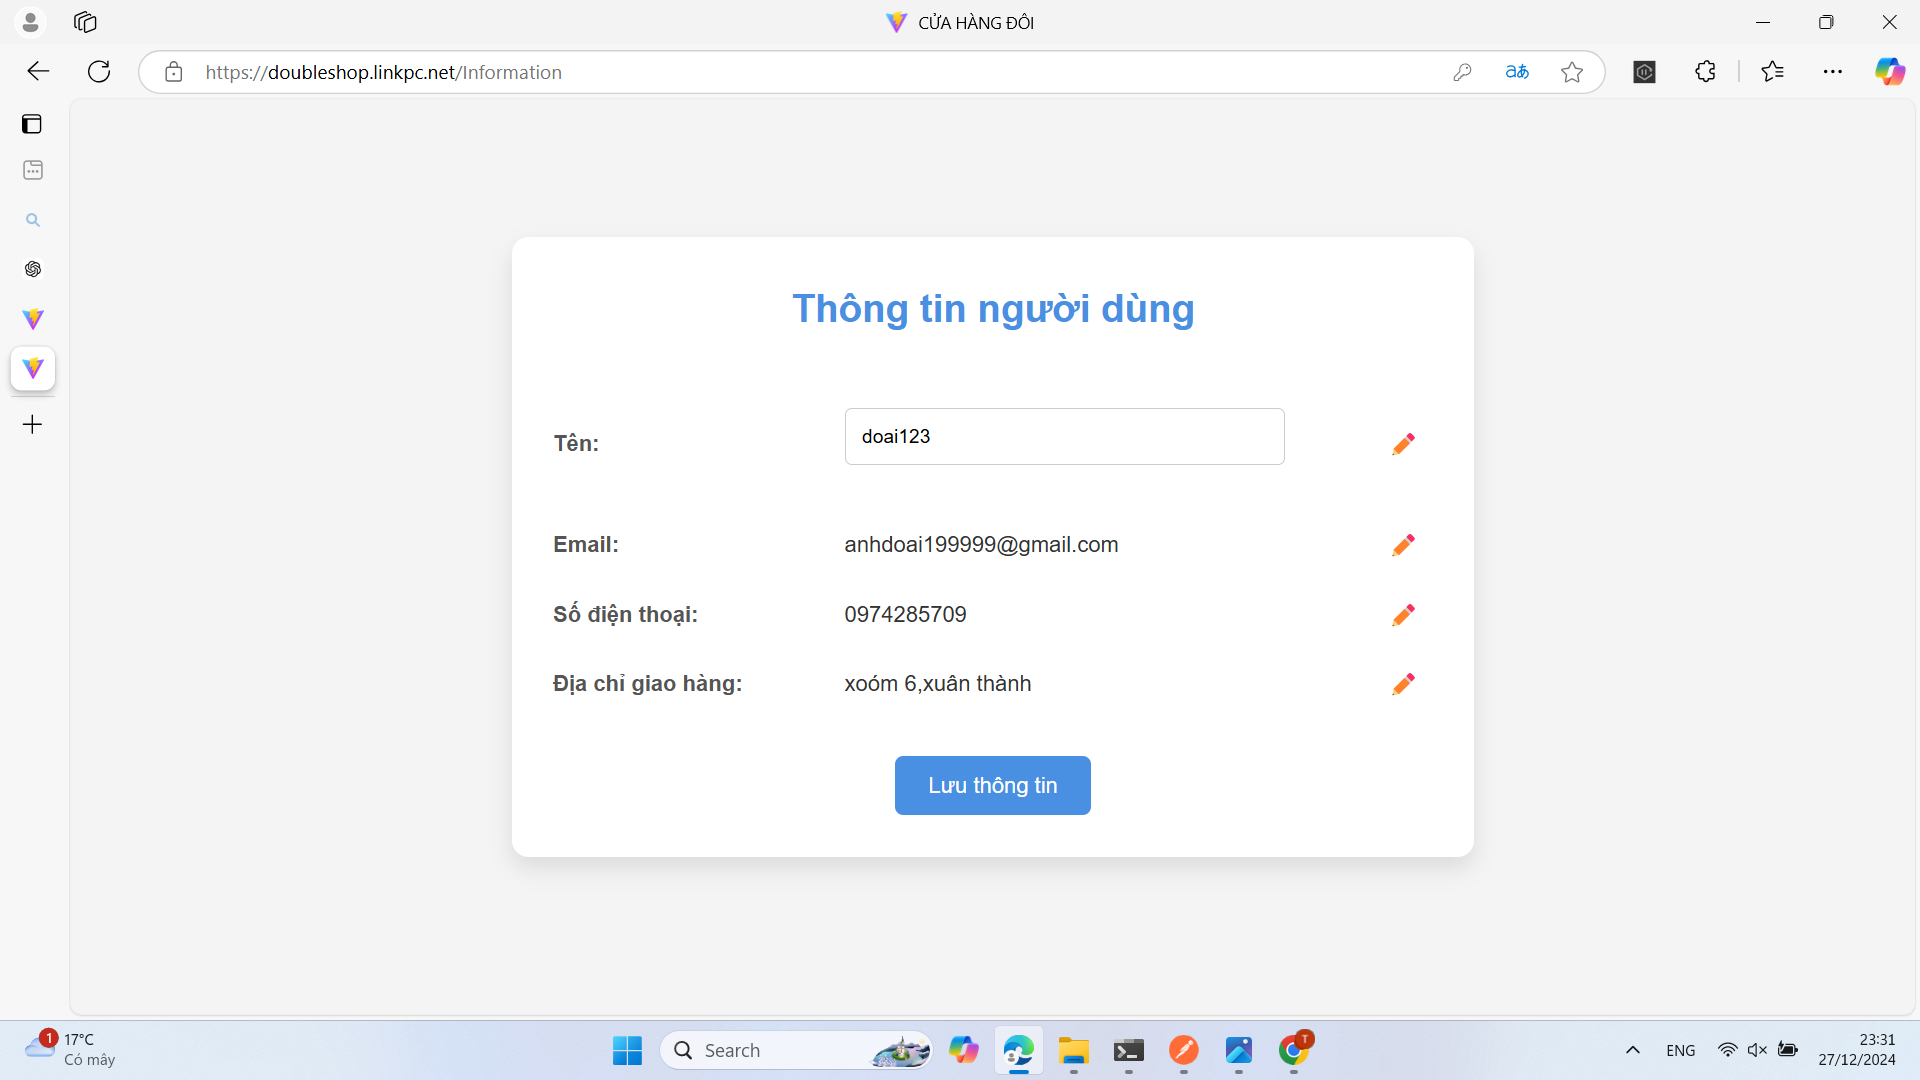 CỬA HÀNG ĐÔI
https://doubleshop.linkpc.net/Information
aあ
Thông tin người dùng
Tên:
doai123
Email:
anhdoai199999@gmail.com
Số điện thoại:
0974285709
Địa chỉ giao hàng:
xoóm 6,xuân thành
Lưu thông tin
1
17°C
Có mây
Search
T
ENG
23:31
27/12/2024